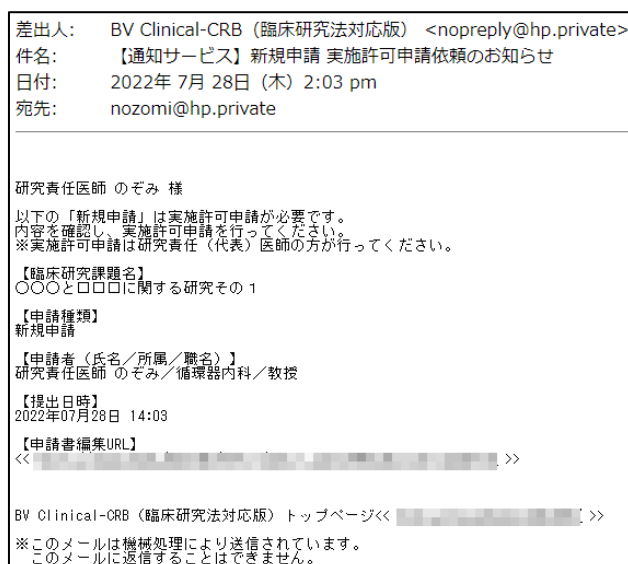 差出人: BV Clinical-CRB（臨床研究法対応版） <nopreply@hp.private>
件名: 【通知サービス】新規申請 実施許可申請依頼のお知らせ
日付: 2022年 7月 28日（木）2:03 pm
宛先: nozomi@hp.private
研究責任医師 のぞみ 様
以下の「新規申請」は実施許可申請が必要です。
内容を確認し、実施許可申請を行ってください。
※実施許可申請は研究責任（代表）医師の方が行ってください。
【臨床研究課題名】
〇〇〇と□□□に関する研究その１
【申請種類】
新規申請
【申請者（氏名／所属／職名）】
研究責任医師 のぞみ／循環器内科／教授
【提出日時】
2022年07月28日 14:03
【申請書編集URL】
<< >>
BV Clinical-CRB（臨床研究法対応版）トップページ<< >>
※このメールは機械処理により送信されています。
このメールに返信することはできません。